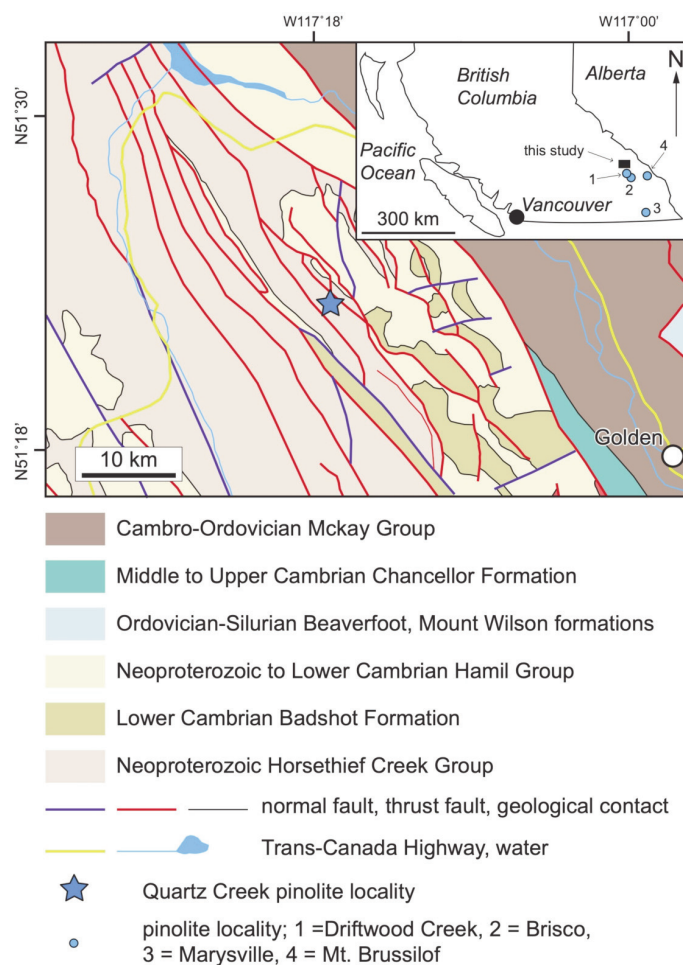 W117°18'
W117°00'
N51°30'
N51°18'
British
Columbia
Alberta
N
Pacific
Ocean
this study
4
1
2
3
Vancouver
300 km
10 km
Golden
Cambro-Ordovician Mckay Group
Middle to Upper Cambrian Chancellor Formation
Ordovician-Silurian Beaverfoot, Mount Wilson formations
Neoproterozoic to Lower Cambrian Hamil Group
Lower Cambrian Badshot Formation
Neoproterozoic Horsethief Creek Group
normal fault, thrust fault, geological contact
Trans-Canada Highway, water
Quartz Creek pinolite locality
pinolite locality; 1 =Driftwood Creek, 2 = Brisco,
3 = Marysville, 4 = Mt. Brussilof